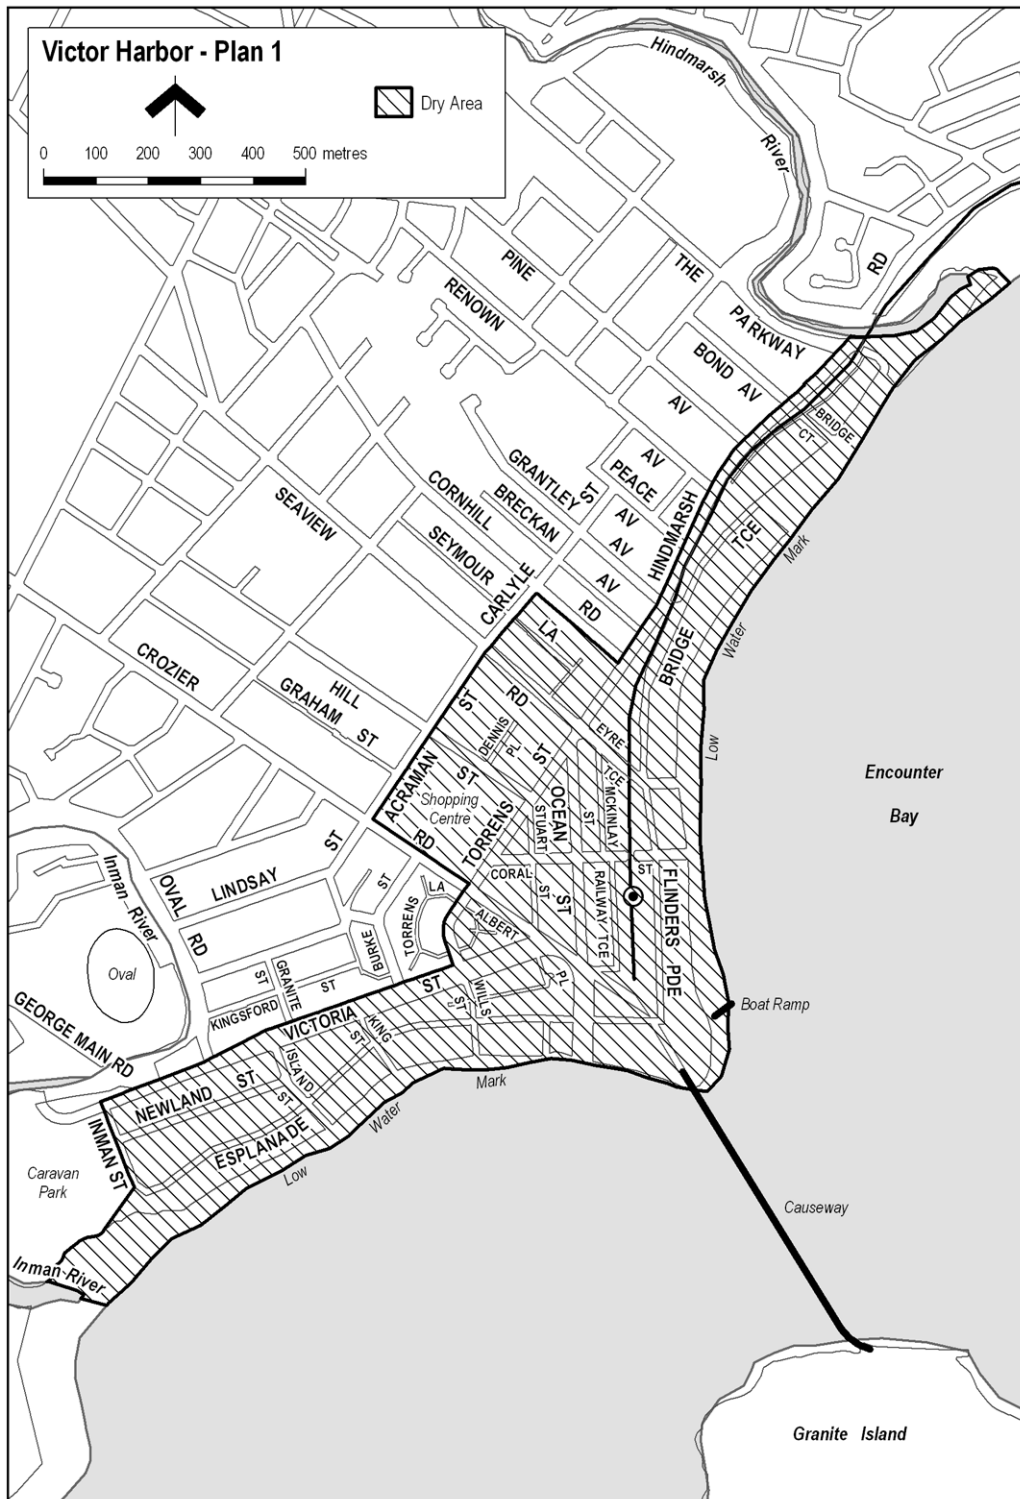 Victor Harbor - Plan 1
Dry Area
0 100 200 300 400 500 metres
Hindmarsh
River
RD
THE
PARKWAY
PINE
RENOWN
BOND AV
AV
BRIDGE
CT
AV
PEACE
GRANTLEY
ST
BRECKAN
AV
AV
AV
RD
CORNHILL
SEYMOUR
SEAVIEW
CARLYLE
HINDMARSH
TCE
Mark
Water
Low
BRIDGE
LA
CROZIER
HILL
GRAHAM ST
ST
RD
DENNIS
PL
ST
EYRE
TCE
ACRAMAN
ST
Shopping
Centre
RD
TORRENS
OCEAN
STUART
ST
MCKINLAY
Encounter
Bay
Inman River
OVAL
RD
LINDSAY
ST
ST
LA
TORRENS
BURKE
CORAL
ST
ST
RAILWAY TCE
ST
FLINDERS PDE
ALBERT
Oval
ST
GRANITE
ST
KINGSFORD
VICTORIA
ST
ST
WILLS
PL
KING
ST
Boat Ramp
GEORGE MAIN RD
NEWLAND ST
ISLAND
ST
Mark
Water
Low
ESPLANADE
INMAN ST
Caravan
Park
Inman River
Causeway
Granite Island